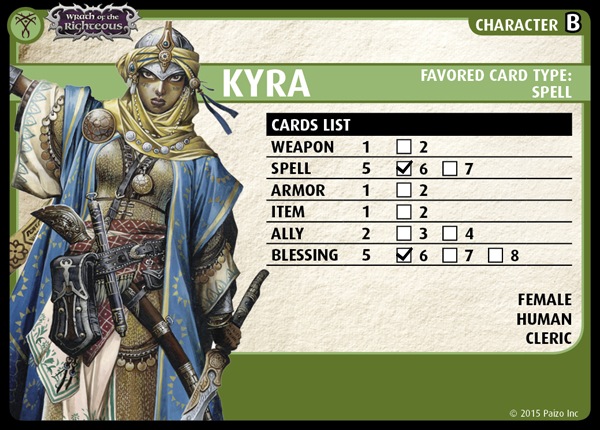 WRATH OF THE
RIGHTEOUS
CHARACTER B
KYRA
FAVORED CARD TYPE:
SPELL
CARDS LIST
WEAPON 1 ☐ 2
SPELL 5 ☑ 6 ☐ 7
ARMOR 1 ☐ 2
ITEM 1 ☐ 2
ALLY 2 ☐ 3 ☐ 4
BLESSING 5 ☑ 6 ☐ 7 ☐ 8
FEMALE
HUMAN
CLERIC
© 2015 Paizo Inc